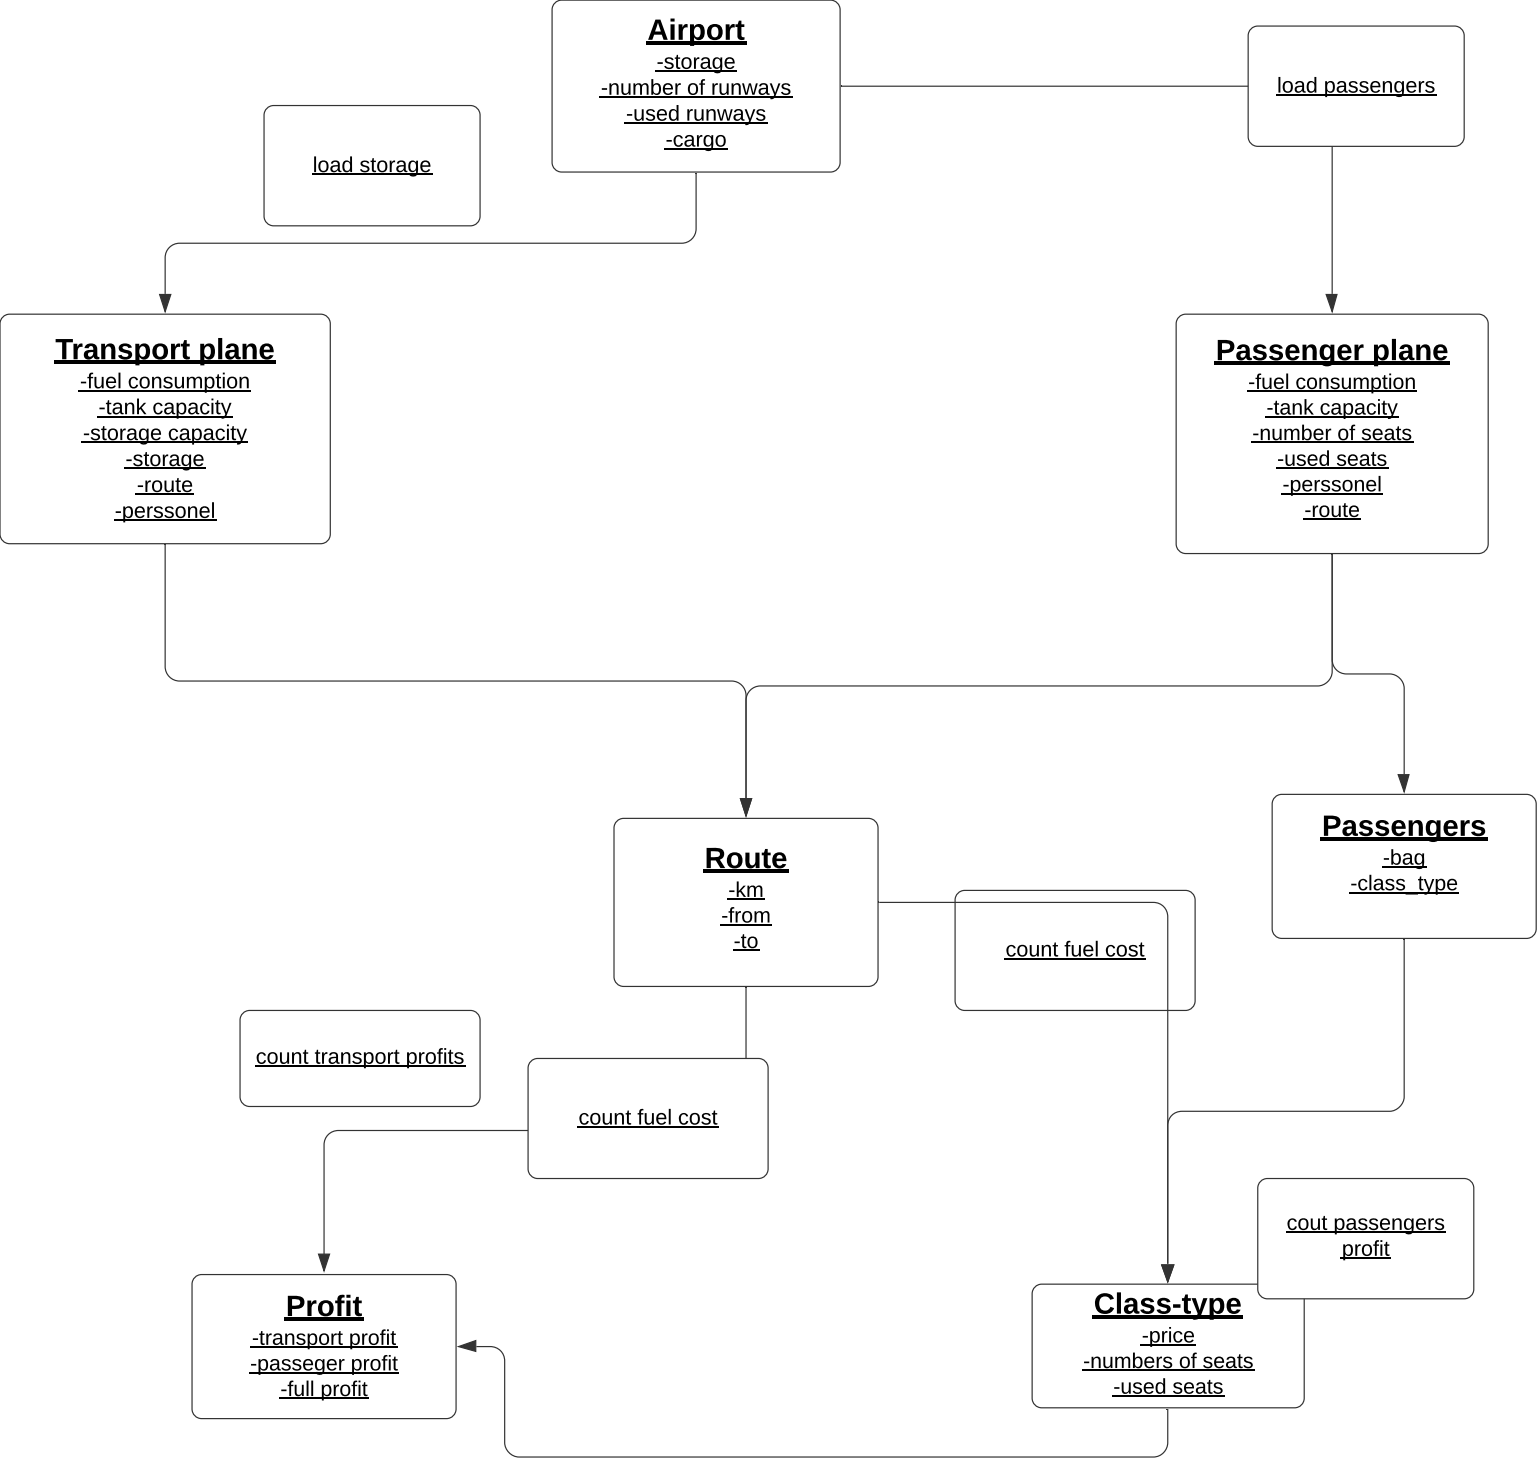 Airport
-storage
-number of runways
-used runways
-cargo
load passengers
load storage
Transport plane
-fuel consumption
-tank capacity
-storage capacity
-storage
-route
-perssonel
Passenger plane
-fuel consumption
-tank capacity
-number of seats
-used seats
-perssonel
-route
Route
-km
-from
-to
Passengers
-bag
-class_type
count fuel cost
count transport profits
count fuel cost
cout passengers
profit
Profit
-transport profit
-passeger profit
-full profit
Class-type
-price
-numbers of seats
-used seats